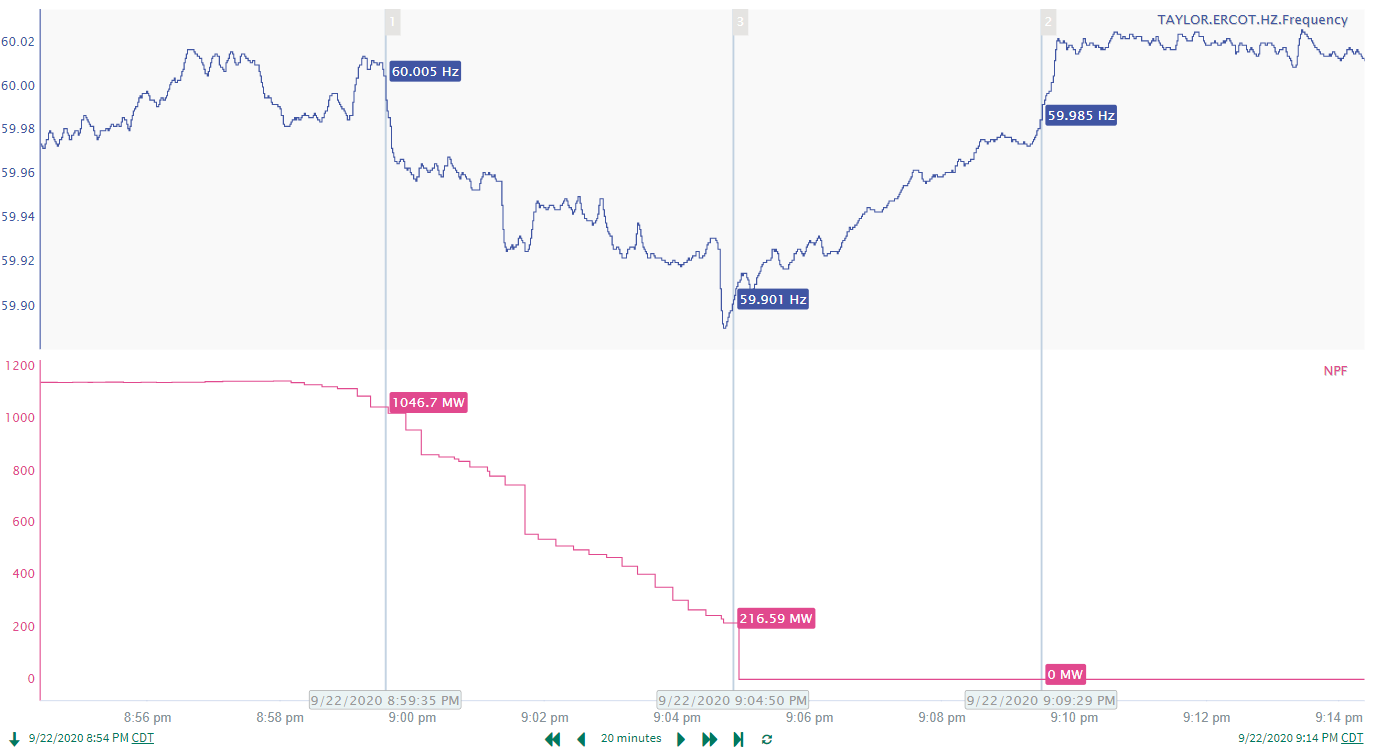 1
3
2
TAYLOR.ERCOT.HZ.Frequency
60.02
60.00
59.98
59.96
59.94
59.92
59.90
60.005 Hz
59.901 Hz
59.985 Hz
NPF
1200
1000
800
600
400
200
0
1046.7 MW
216.59 MW
0 MW
9/22/2020 8:59:35 PM
9/22/2020 9:04:50 PM
9/22/2020 9:09:29 PM
8:56 pm
8:58 pm
9:00 pm
9:02 pm
9:04 pm
9:06 pm
9:08 pm
9:10 pm
9:12 pm
9:14 pm
9/22/2020 8:54 PM CDT
20 minutes
9/22/2020 9:14 PM CDT